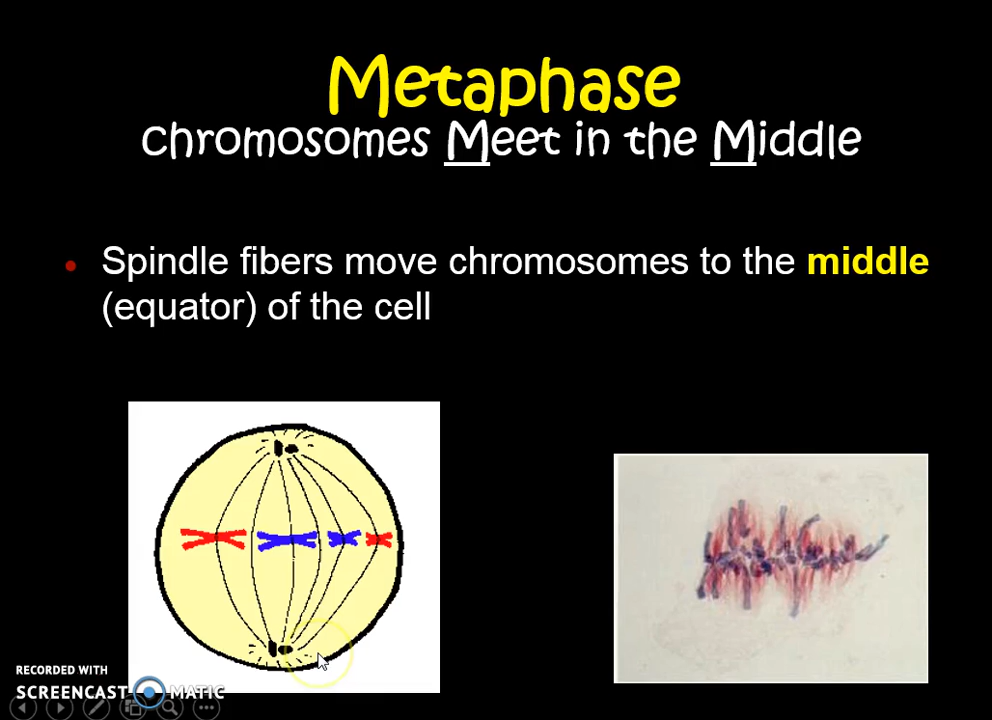 Metaphase
chromosomes Meet in the Middle
• Spindle fibers move chromosomes to the middle
(equator) of the cell
RECORDED WITH
SCREENCAST MATIC